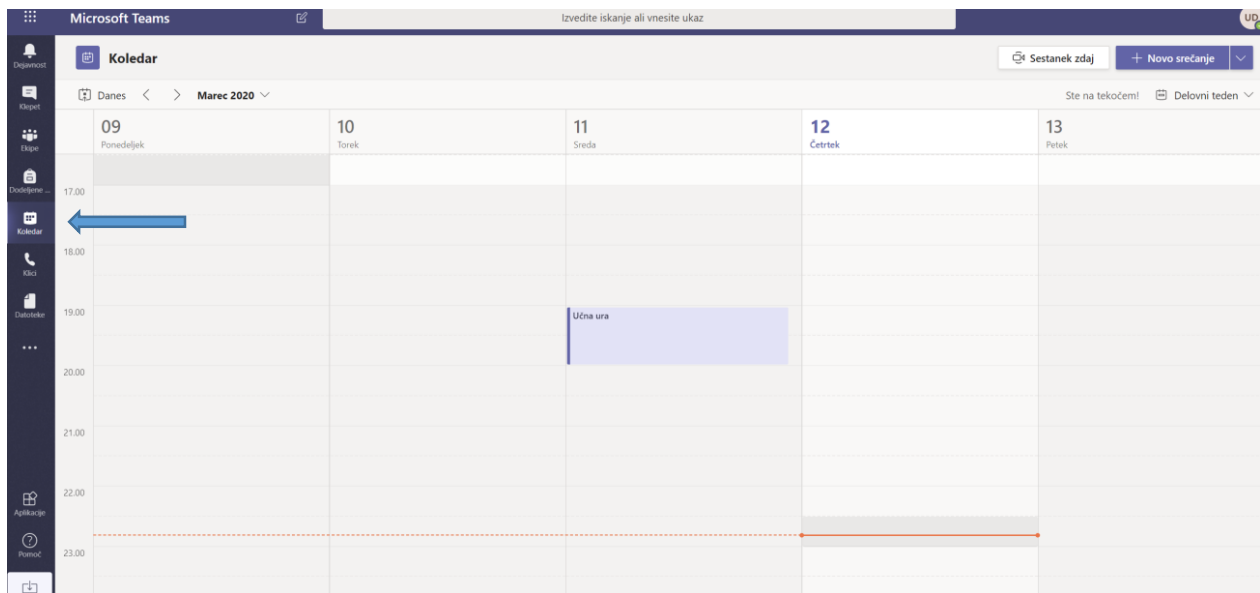 Microsoft Teams
Izvedite iskanje ali vnesite ukaz
UD
Dejavnost
Klepet
Ekipe
Dodeljene ...
Koledar
Klici
Datoteke
Aplikacije
Pomoč
Koledar
Sestanek zdaj
+ Novo srečanje
Danes
Marec 2020
Ste na tekočem!
Delovni teden
09 10 11 12 13
Ponedeljek Torek Sreda Četrtek Petek
17.00
18.00
19.00
Učna ura
20.00
21.00
22.00
23.00